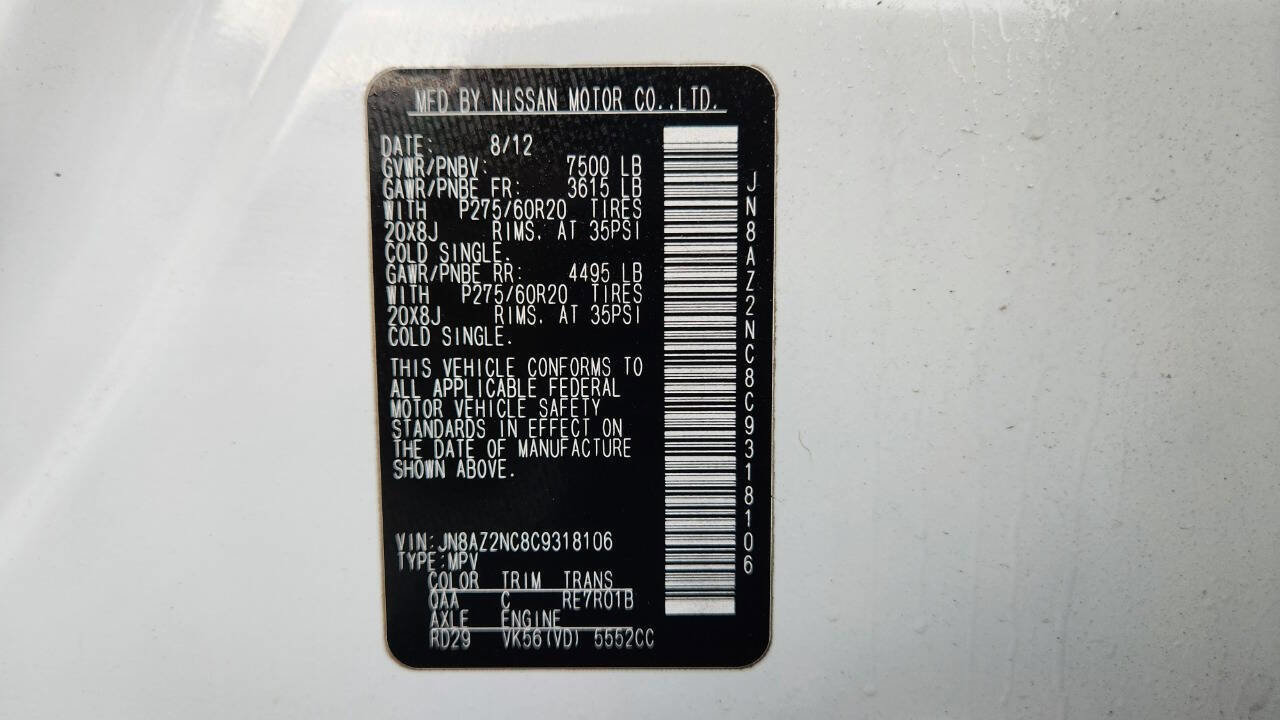 MFD BY NISSAN MOTOR CO.,LTD.
DATE: 8/12
GVWR/PNBV: 7500 LB
GAWR/PNBE FR: 3615 LB
WITH P275/60R20 TIRES
20X8J RIMS. AT 35PSI
COLD SINGLE.
GAWR/PNBE RR: 4495 LB
WITH P275/60R20 TIRES
20X8J RIMS. AT 35PSI
COLD SINGLE.
THIS VEHICLE CONFORMS TO
ALL APPLICABLE FEDERAL
MOTOR VEHICLE SAFETY
STANDARDS IN EFFECT ON
THE DATE OF MANUFACTURE
SHOWN ABOVE.
VIN:JN8AZ2NC8C9318106
TYPE:MPV
COLOR TRIM TRANS
QAA C RE7R01B
AXLE ENGINE
RD29 VK56(VD) 5552CC
JN8AZ2NC8C9318106